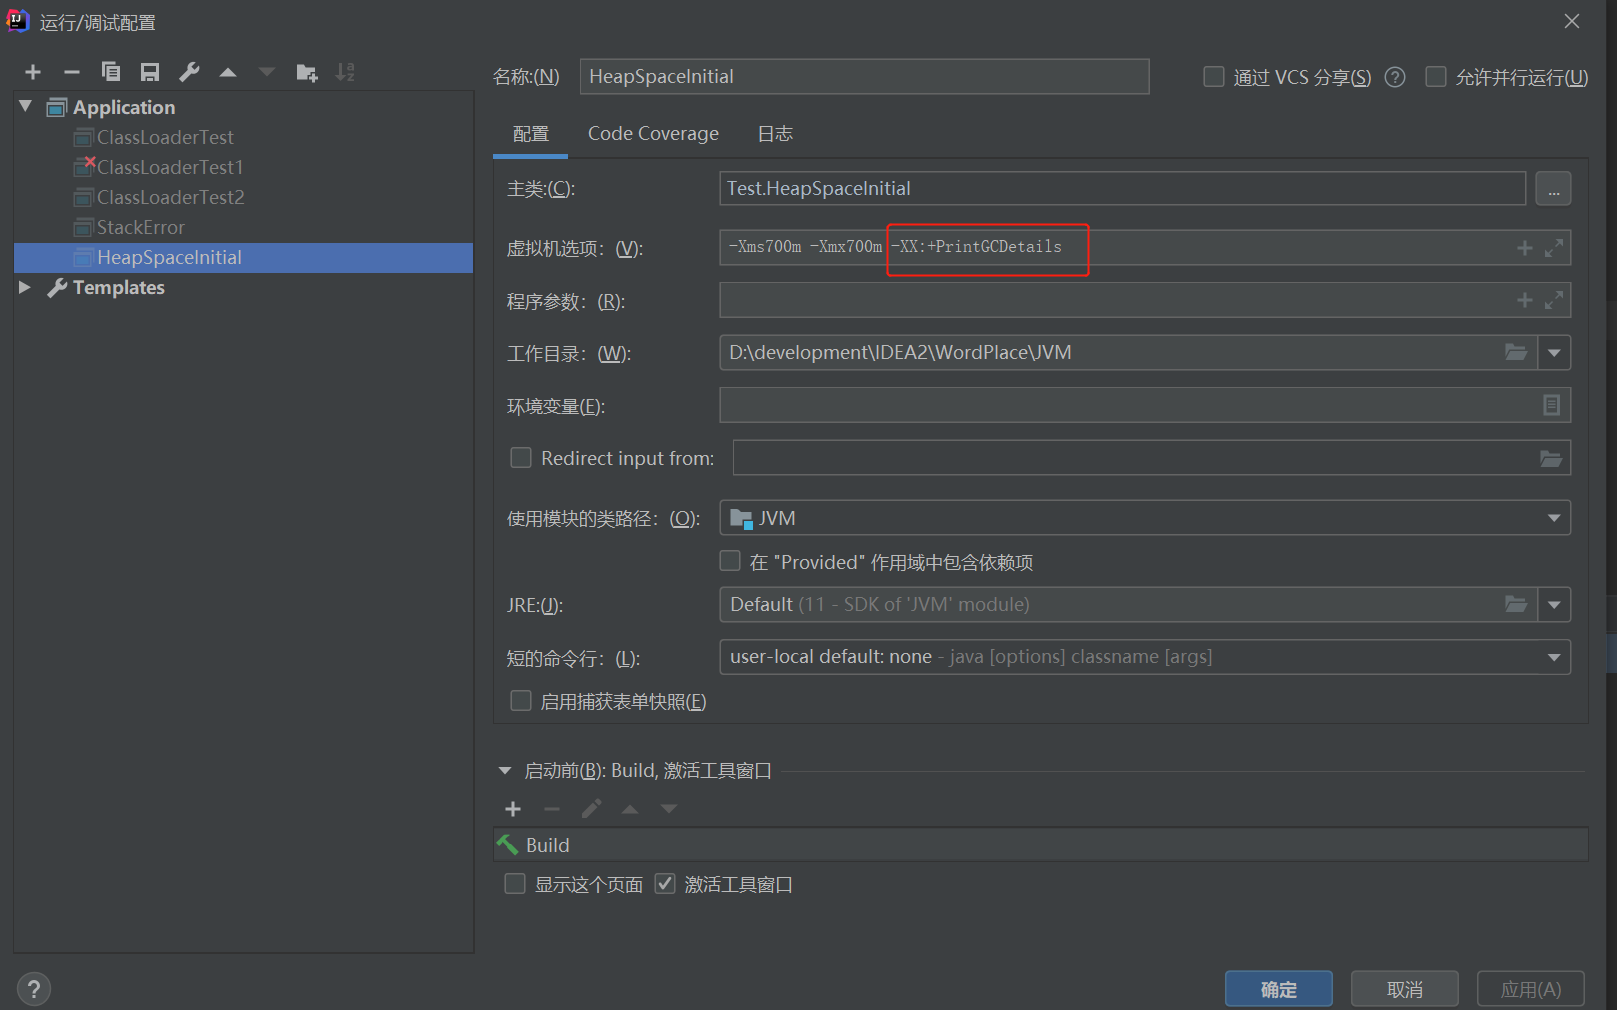 运行/调试配置
Application
ClassLoaderTest
ClassLoaderTest1
ClassLoaderTest2
StackError
HeapSpaceInitial
Templates
名称:(N) HeapSpaceInitial 通过 VCS 分享(S) ? 允许并行运行(U)
配置 Code Coverage 日志
主类:(C): Test.HeapSpaceInitial ...
虚拟机选项：(V): -Xms700m -Xmx700m -XX:+PrintGCDetails
程序参数：(R):
工作目录：(W): D:\development\IDEA2\WordPlace\JVM
环境变量(E):
Redirect input from:
使用模块的类路径：(O): JVM
在 "Provided" 作用域中包含依赖项
JRE:(J): Default (11 - SDK of 'JVM' module)
短的命令行：(L): user-local default: none - java [options] classname [args]
启用捕获表单快照(E)
启动前(B): Build, 激活工具窗口
Build
显示这个页面 激活工具窗口
? 确定 取消 应用(A)